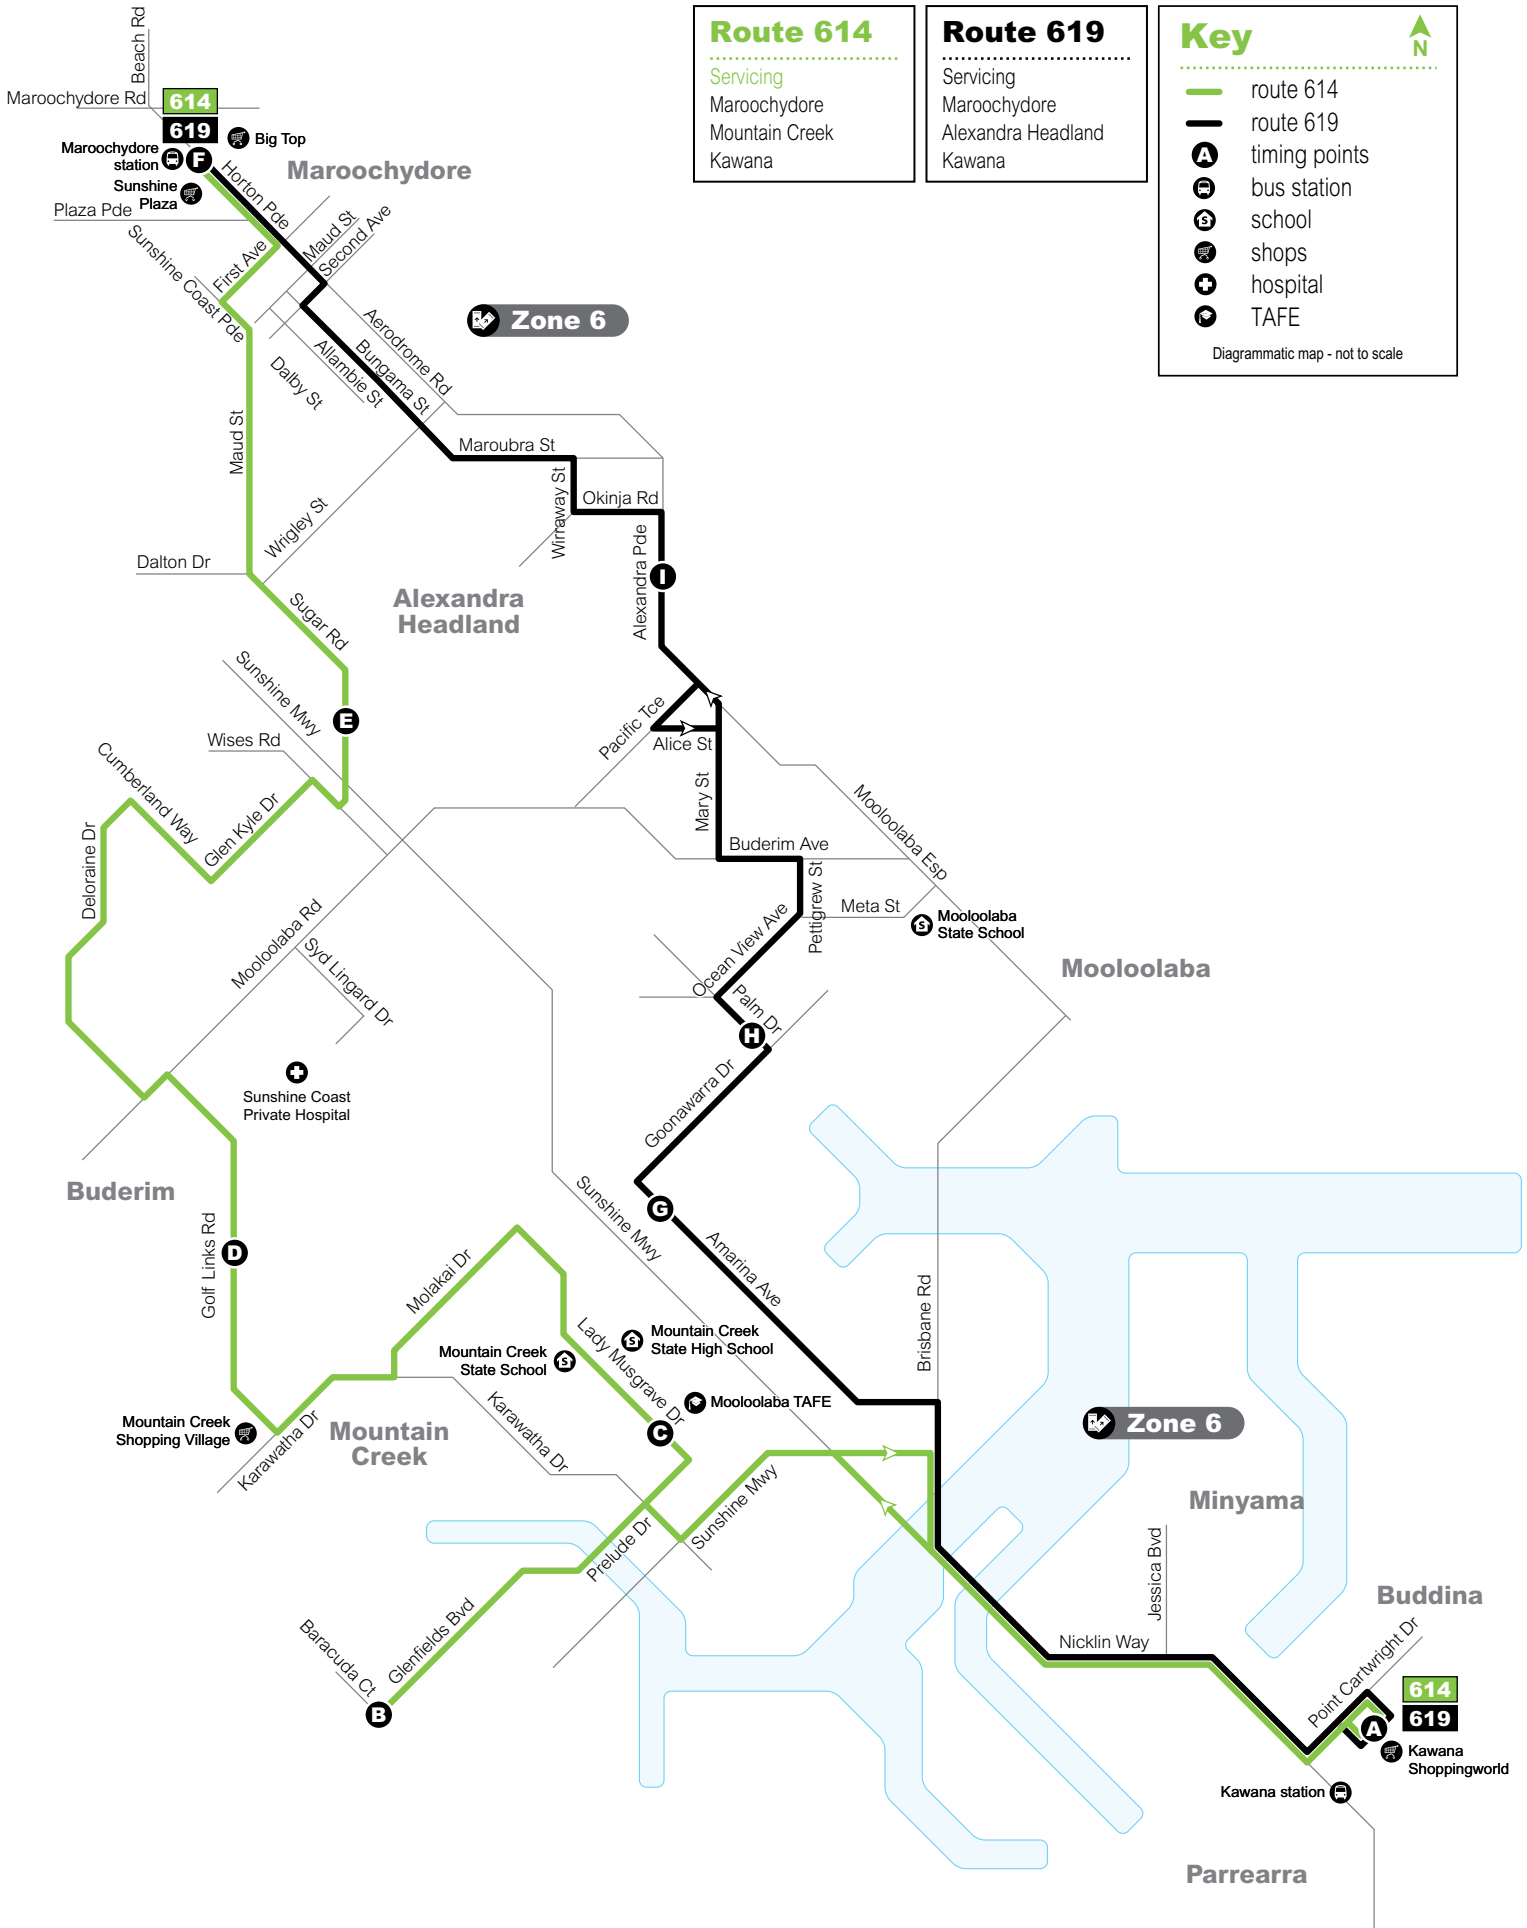 Route 614
Servicing
Maroochydore
Mountain Creek
Kawana
Route 619
Servicing
Maroochydore
Alexandra Headland
Kawana
Key
N
route 614
route 619
A timing points
bus station
school
shops
hospital
TAFE
Diagrammatic map - not to scale
Beach Rd
Maroochydore Rd
614
619
Big Top
Maroochydore
station
F
Sunshine
Plaza
Maroochydore
Horton Pde
Plaza Pde
Maud St
Second Ave
First Ave
Sunshine Coast Pde
Zone 6
Aerodrome Rd
Bungama St
Allambie St
Dalby St
Maud St
Maroubra St
Wirraway St
Okinja Rd
Wrigley St
Dalton Dr
Alexandra Pde
I
Alexandra
Headland
Sugar Rd
Sunshine Mwy
E
Wises Rd
Pacific Tce
Alice St
Cumberland Way
Glen Kyle Dr
Deloraine Dr
Mary St
Mooloolaba Esp
Buderim Ave
Pettigrew St
Meta St
Mooloolaba
State School
Ocean View Ave
Mooloolaba Rd
Syd Lingard Dr
Mooloolaba
Palm Dr
H
Goonawarra Dr
Sunshine Coast
Private Hospital
Buderim
Sunshine Mwy
G
Golf Links Rd
D
Molakai Dr
Amarina Ave
Brisbane Rd
Lady Musgrave Dr
Mountain Creek
State High School
Mountain Creek
State School
Mooloolaba TAFE
Karawatha Dr
C
Mountain Creek
Shopping Village
Karawatha Dr
Mountain
Creek
Zone 6
Sunshine Mwy
Minyama
Prelude Dr
Jessica Bvd
Buddina
Glenfields Bvd
Baracuda Ct
B
Nicklin Way
Point Cartwright Dr
614
619
A
Kawana
Shoppingworld
Kawana station
Parrearra